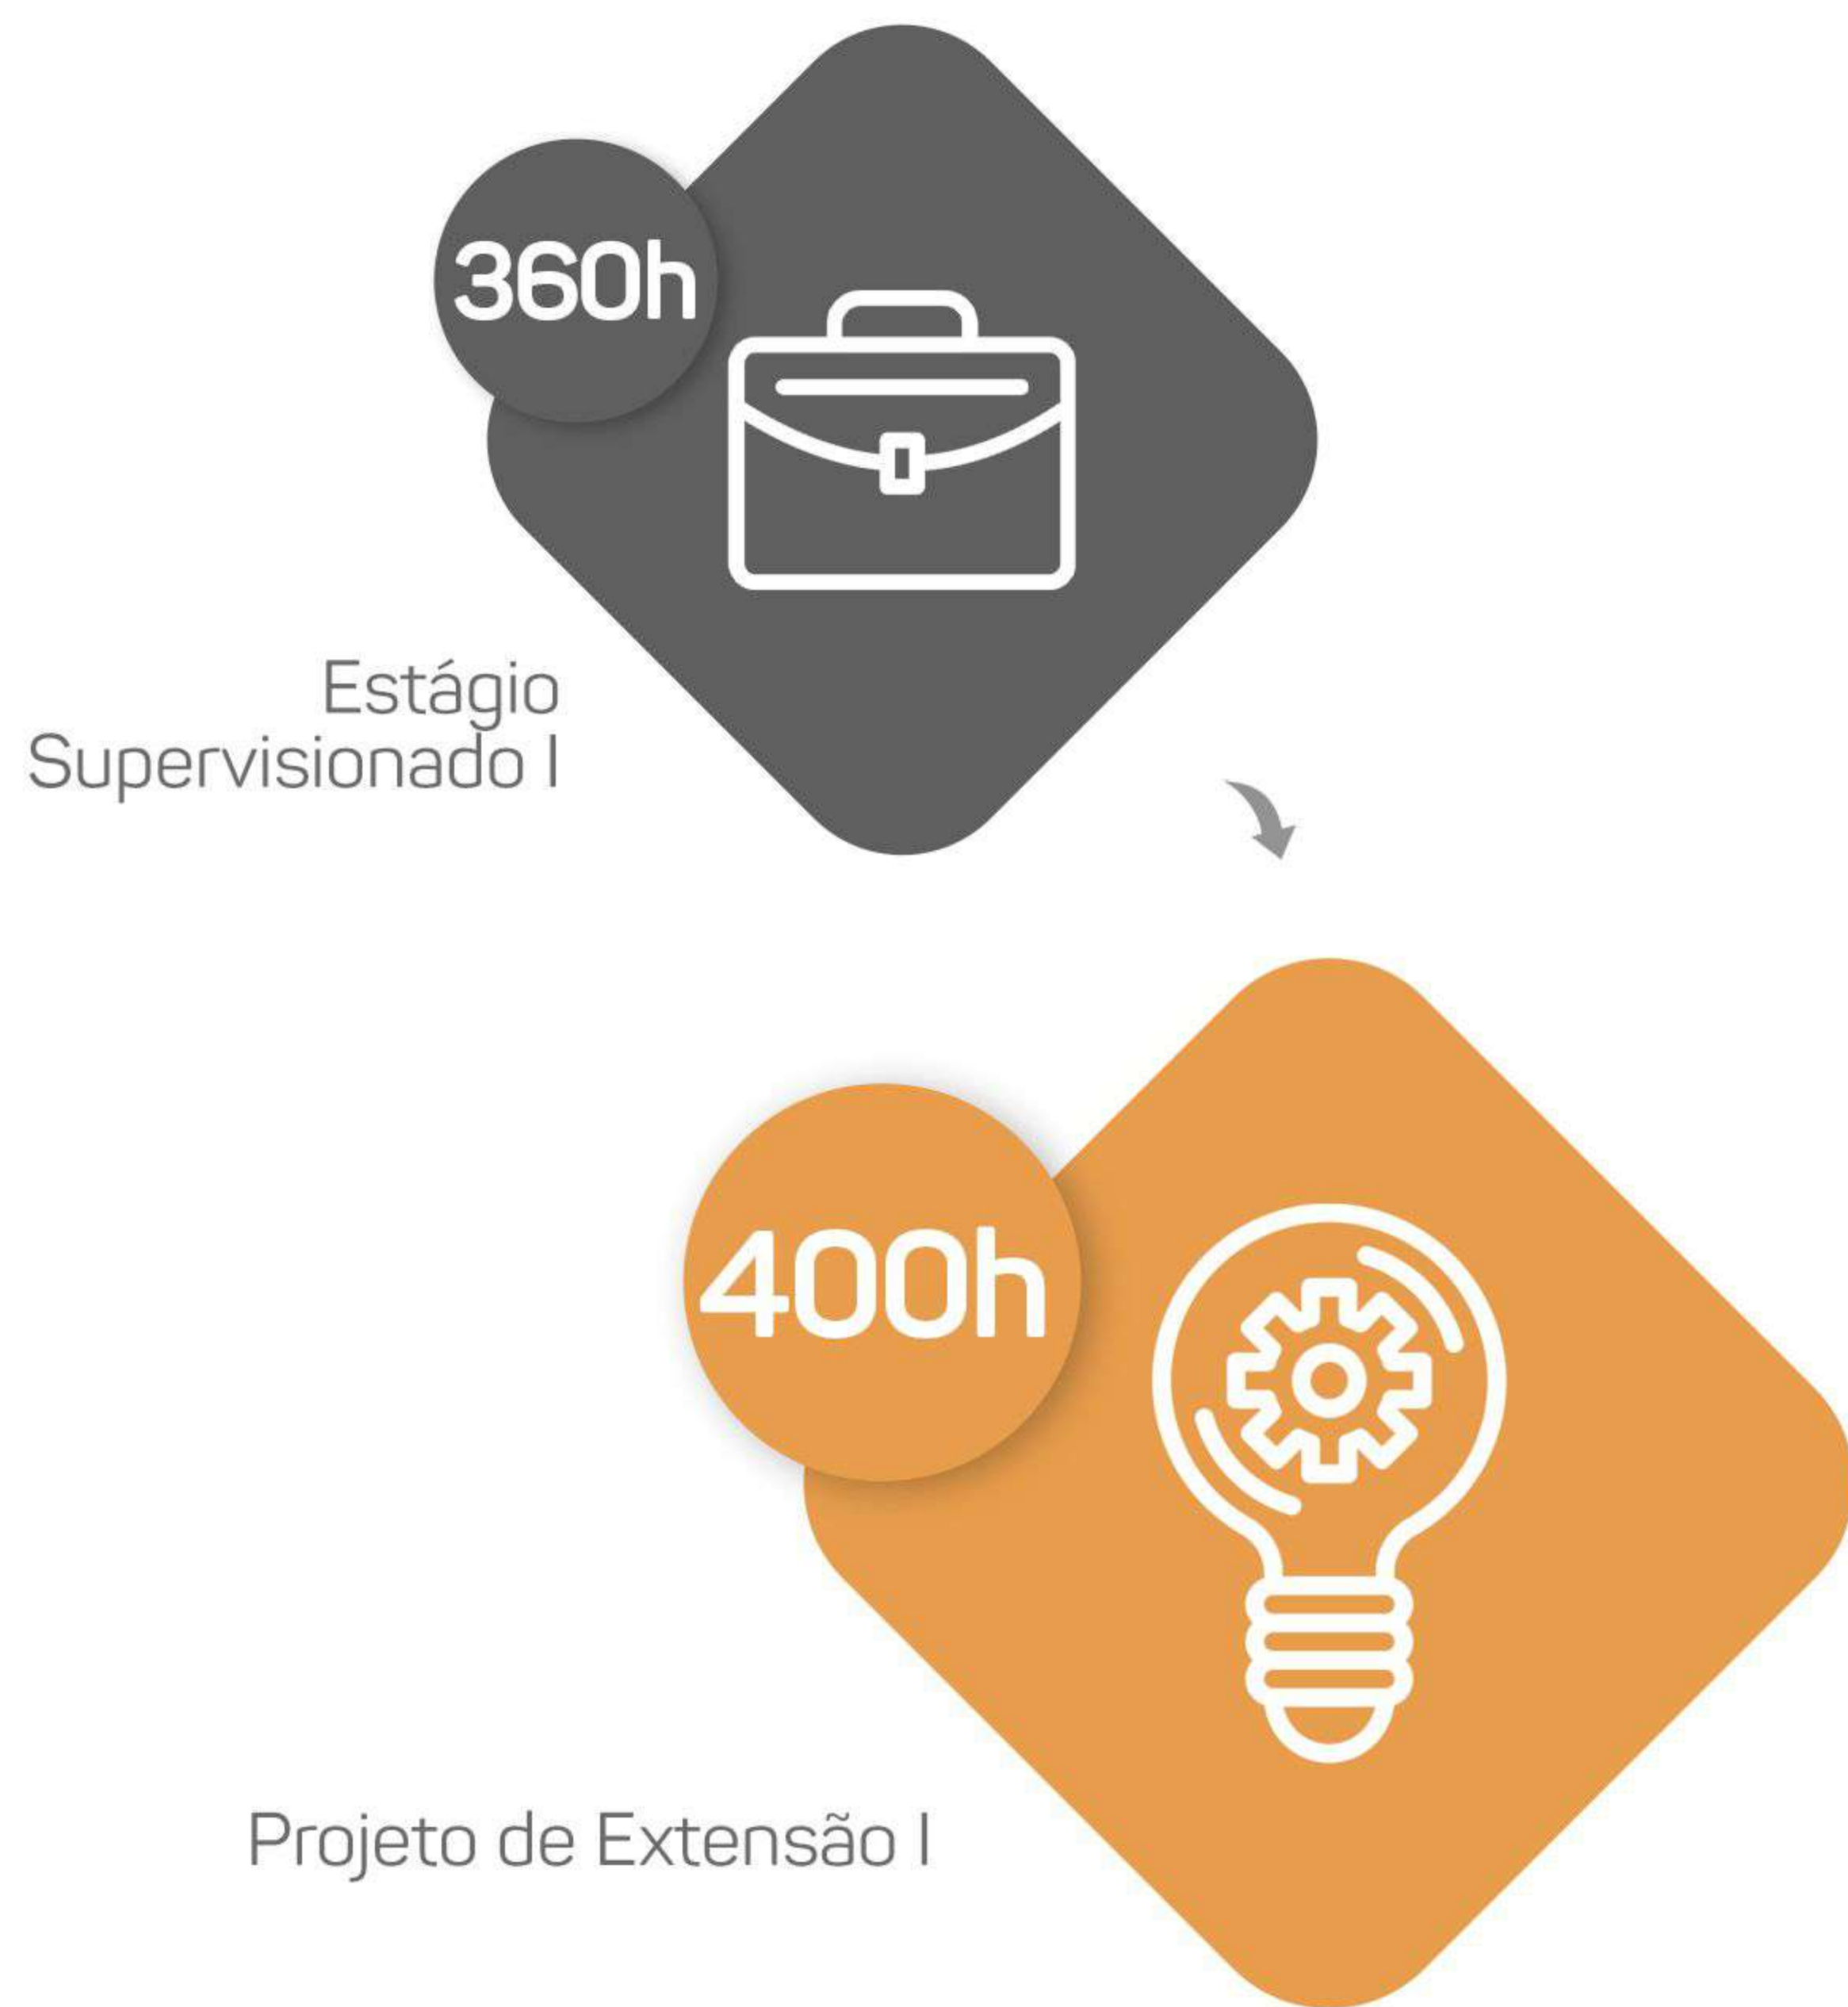 360h
Estágio
Supervisionado I
400h
Projeto de Extensão I